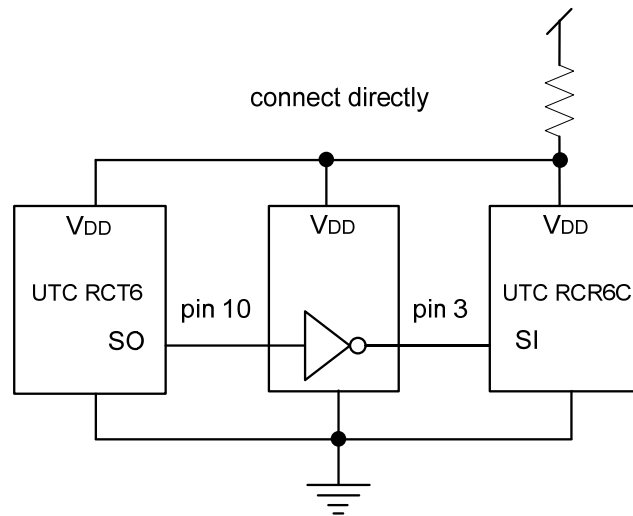 connect directly
VDD
VDD
VDD
UTC RCT6
UTC RCR6C
pin 10
pin 3
SO
SI